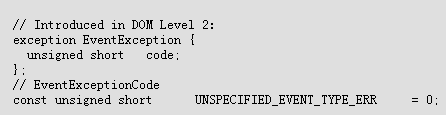 // Introduced in DOM Level 2:
exception EventException {
  unsigned short   code;
};
// EventExceptionCode
const unsigned short      UNSPECIFIED_EVENT_TYPE_ERR     = 0;